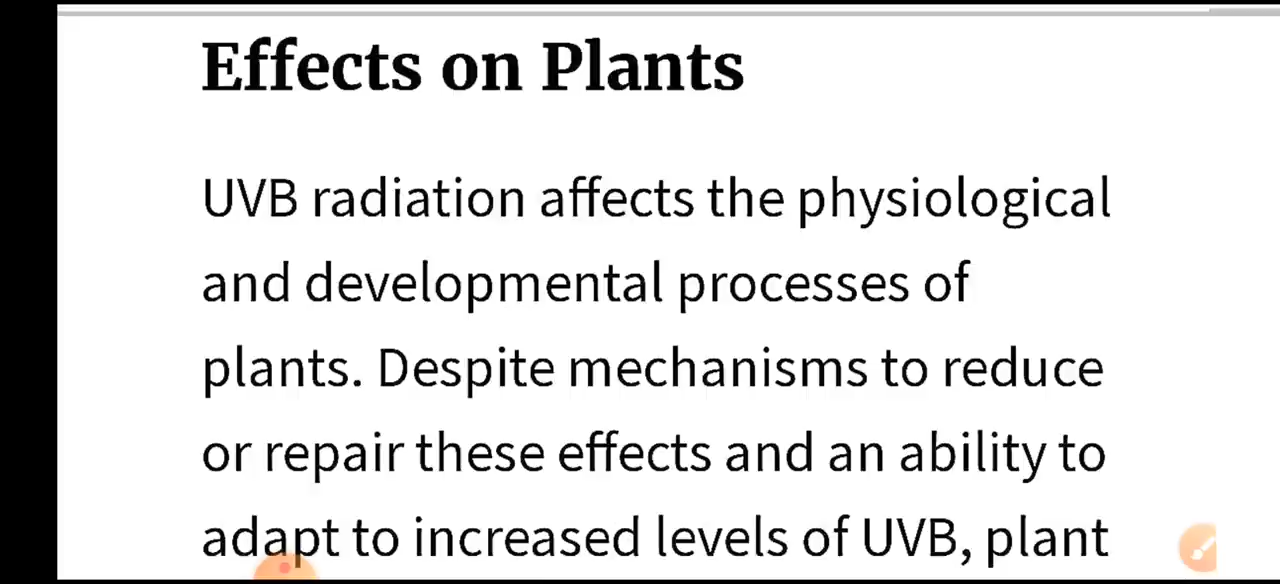 Effects on Plants
UVB radiation affects the physiological
and developmental processes of
plants. Despite mechanisms to reduce
or repair these effects and an ability to
adapt to increased levels of UVB, plant